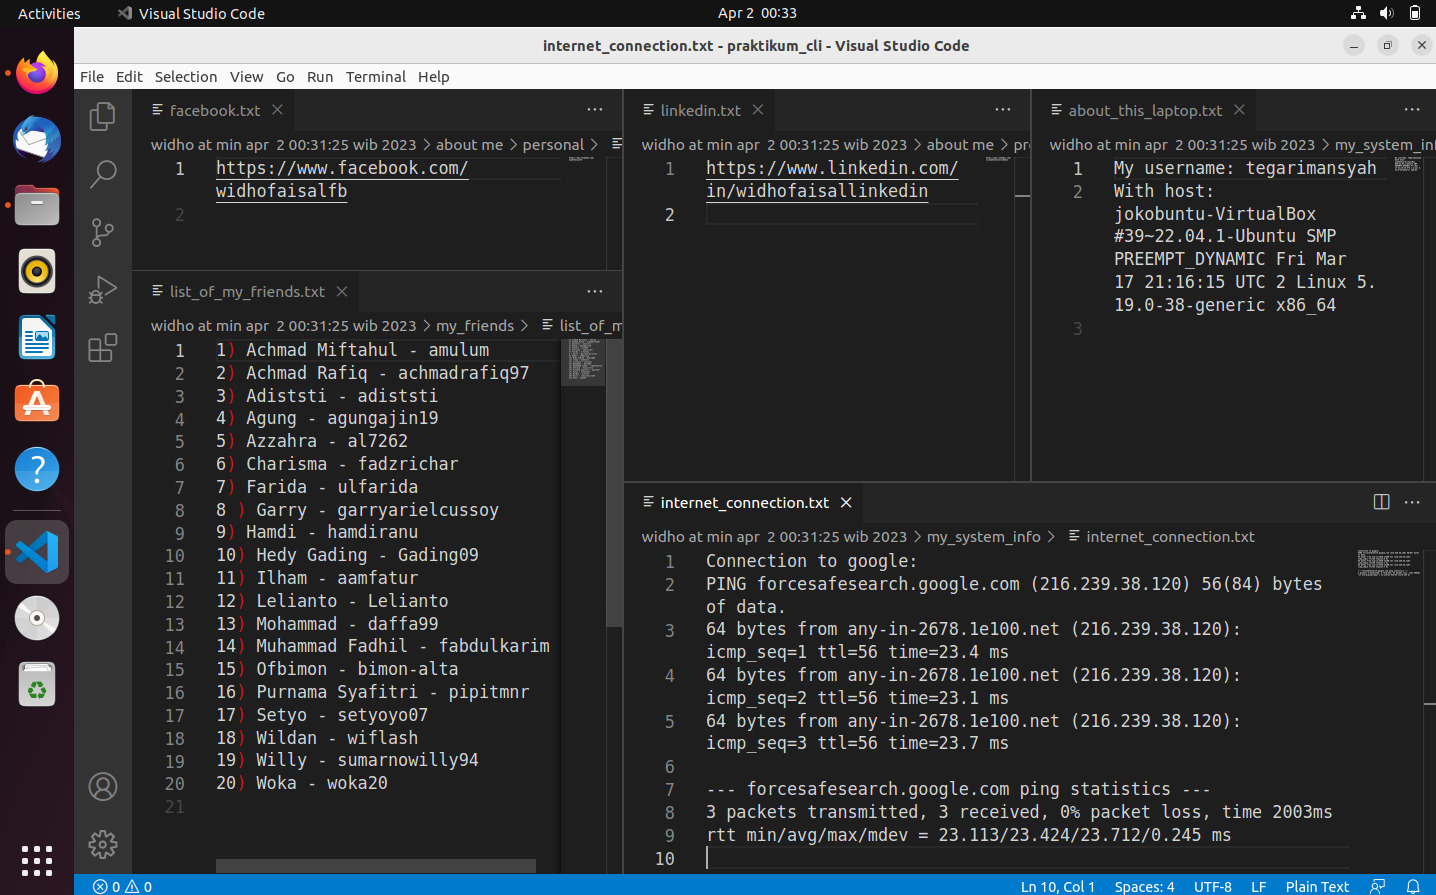 Activities
Visual Studio Code
Apr 2 00:33
internet_connection.txt - praktikum_cli - Visual Studio Code
File Edit Selection View Go Run Terminal Help
facebook.txt
widho at min apr 2 00:31:25 wib 2023 > about me > personal >
1 https://www.facebook.com/
widhofaisalfb
2
list_of_my_friends.txt
widho at min apr 2 00:31:25 wib 2023 > my_friends > list_of_m
1 1) Achmad Miftahul - amulum
2 2) Achmad Rafiq - achmadrafiq97
3 3) Adiststi - adiststi
4 4) Agung - agungajin19
5 5) Azzahra - al7262
6 6) Charisma - fadzrichar
7 7) Farida - ulfarida
8 8 ) Garry - garryarielcussoy
9 9) Hamdi - hamdiranu
10 10) Hedy Gading - Gading09
11 11) Ilham - aamfatur
12 12) Lelianto - Lelianto
13 13) Mohammad - daffa99
14 14) Muhammad Fadhil - fabdulkarim
15 15) Ofbimon - bimon-alta
16 16) Purnama Syafitri - pipitmnr
17 17) Setyo - setyoyo07
18 18) Wildan - wiflash
19 19) Willy - sumarnowilly94
20 20) Woka - woka20
21
linkedin.txt
widho at min apr 2 00:31:25 wib 2023 > about me > pr
1 https://www.linkedin.com/
in/widhofaisallinkedin
2
about_this_laptop.txt
widho at min apr 2 00:31:25 wib 2023 > my_system_inf
1 My username: tegarimansyah
2 With host:
jokobuntu-VirtualBox
#39~22.04.1-Ubuntu SMP
PREEMPT_DYNAMIC Fri Mar
17 21:16:15 UTC 2 Linux 5.
19.0-38-generic x86_64
3
internet_connection.txt
widho at min apr 2 00:31:25 wib 2023 > my_system_info > internet_connection.txt
1 Connection to google:
2 PING forcesafesearch.google.com (216.239.38.120) 56(84) bytes
of data.
3 64 bytes from any-in-2678.1e100.net (216.239.38.120):
icmp_seq=1 ttl=56 time=23.4 ms
4 64 bytes from any-in-2678.1e100.net (216.239.38.120):
icmp_seq=2 ttl=56 time=23.1 ms
5 64 bytes from any-in-2678.1e100.net (216.239.38.120):
icmp_seq=3 ttl=56 time=23.7 ms
6
7 --- forcesafesearch.google.com ping statistics ---
8 3 packets transmitted, 3 received, 0% packet loss, time 2003ms
9 rtt min/avg/max/mdev = 23.113/23.424/23.712/0.245 ms
10
0 0
Ln 10, Col 1 Spaces: 4 UTF-8 LF Plain Text